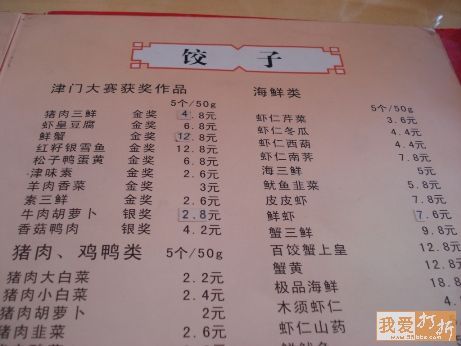 饺子
津门大赛获奖作品
5个/50g
猪肉三鲜 金奖 4.8元
虾皇豆腐 金奖 6.8元
鲜蟹 金奖 12.8元
红籽银雪鱼 金奖 12.8元
松子鸭蛋黄 金奖 6.8元
津味素 金奖 2.6元
羊肉香菜 金奖 3元
素三鲜 金奖 2.6元
牛肉胡萝卜 银奖 2.8元
香菇鸭肉 银奖 4.2元
猪肉、鸡鸭类 5个/50g
猪肉大白菜 2.2元
猪肉小白菜 2.4元
猪肉胡萝卜 2元
猪肉韭菜 2.6元
海鲜类
5个/50g
虾仁芹菜 3.6元
虾仁冬瓜 4.4元
虾仁西葫 4.4元
虾仁南荠 7.8元
海三鲜 5元
鱿鱼韭菜 5.8元
皮皮虾 7.8元
鲜虾 7.6元
蟹三鲜 9.8元
百饺蟹上皇 12.8元
蟹黄 12.8元
极品海鲜 18.8
木须虾仁
虾仁山药
我爱打折